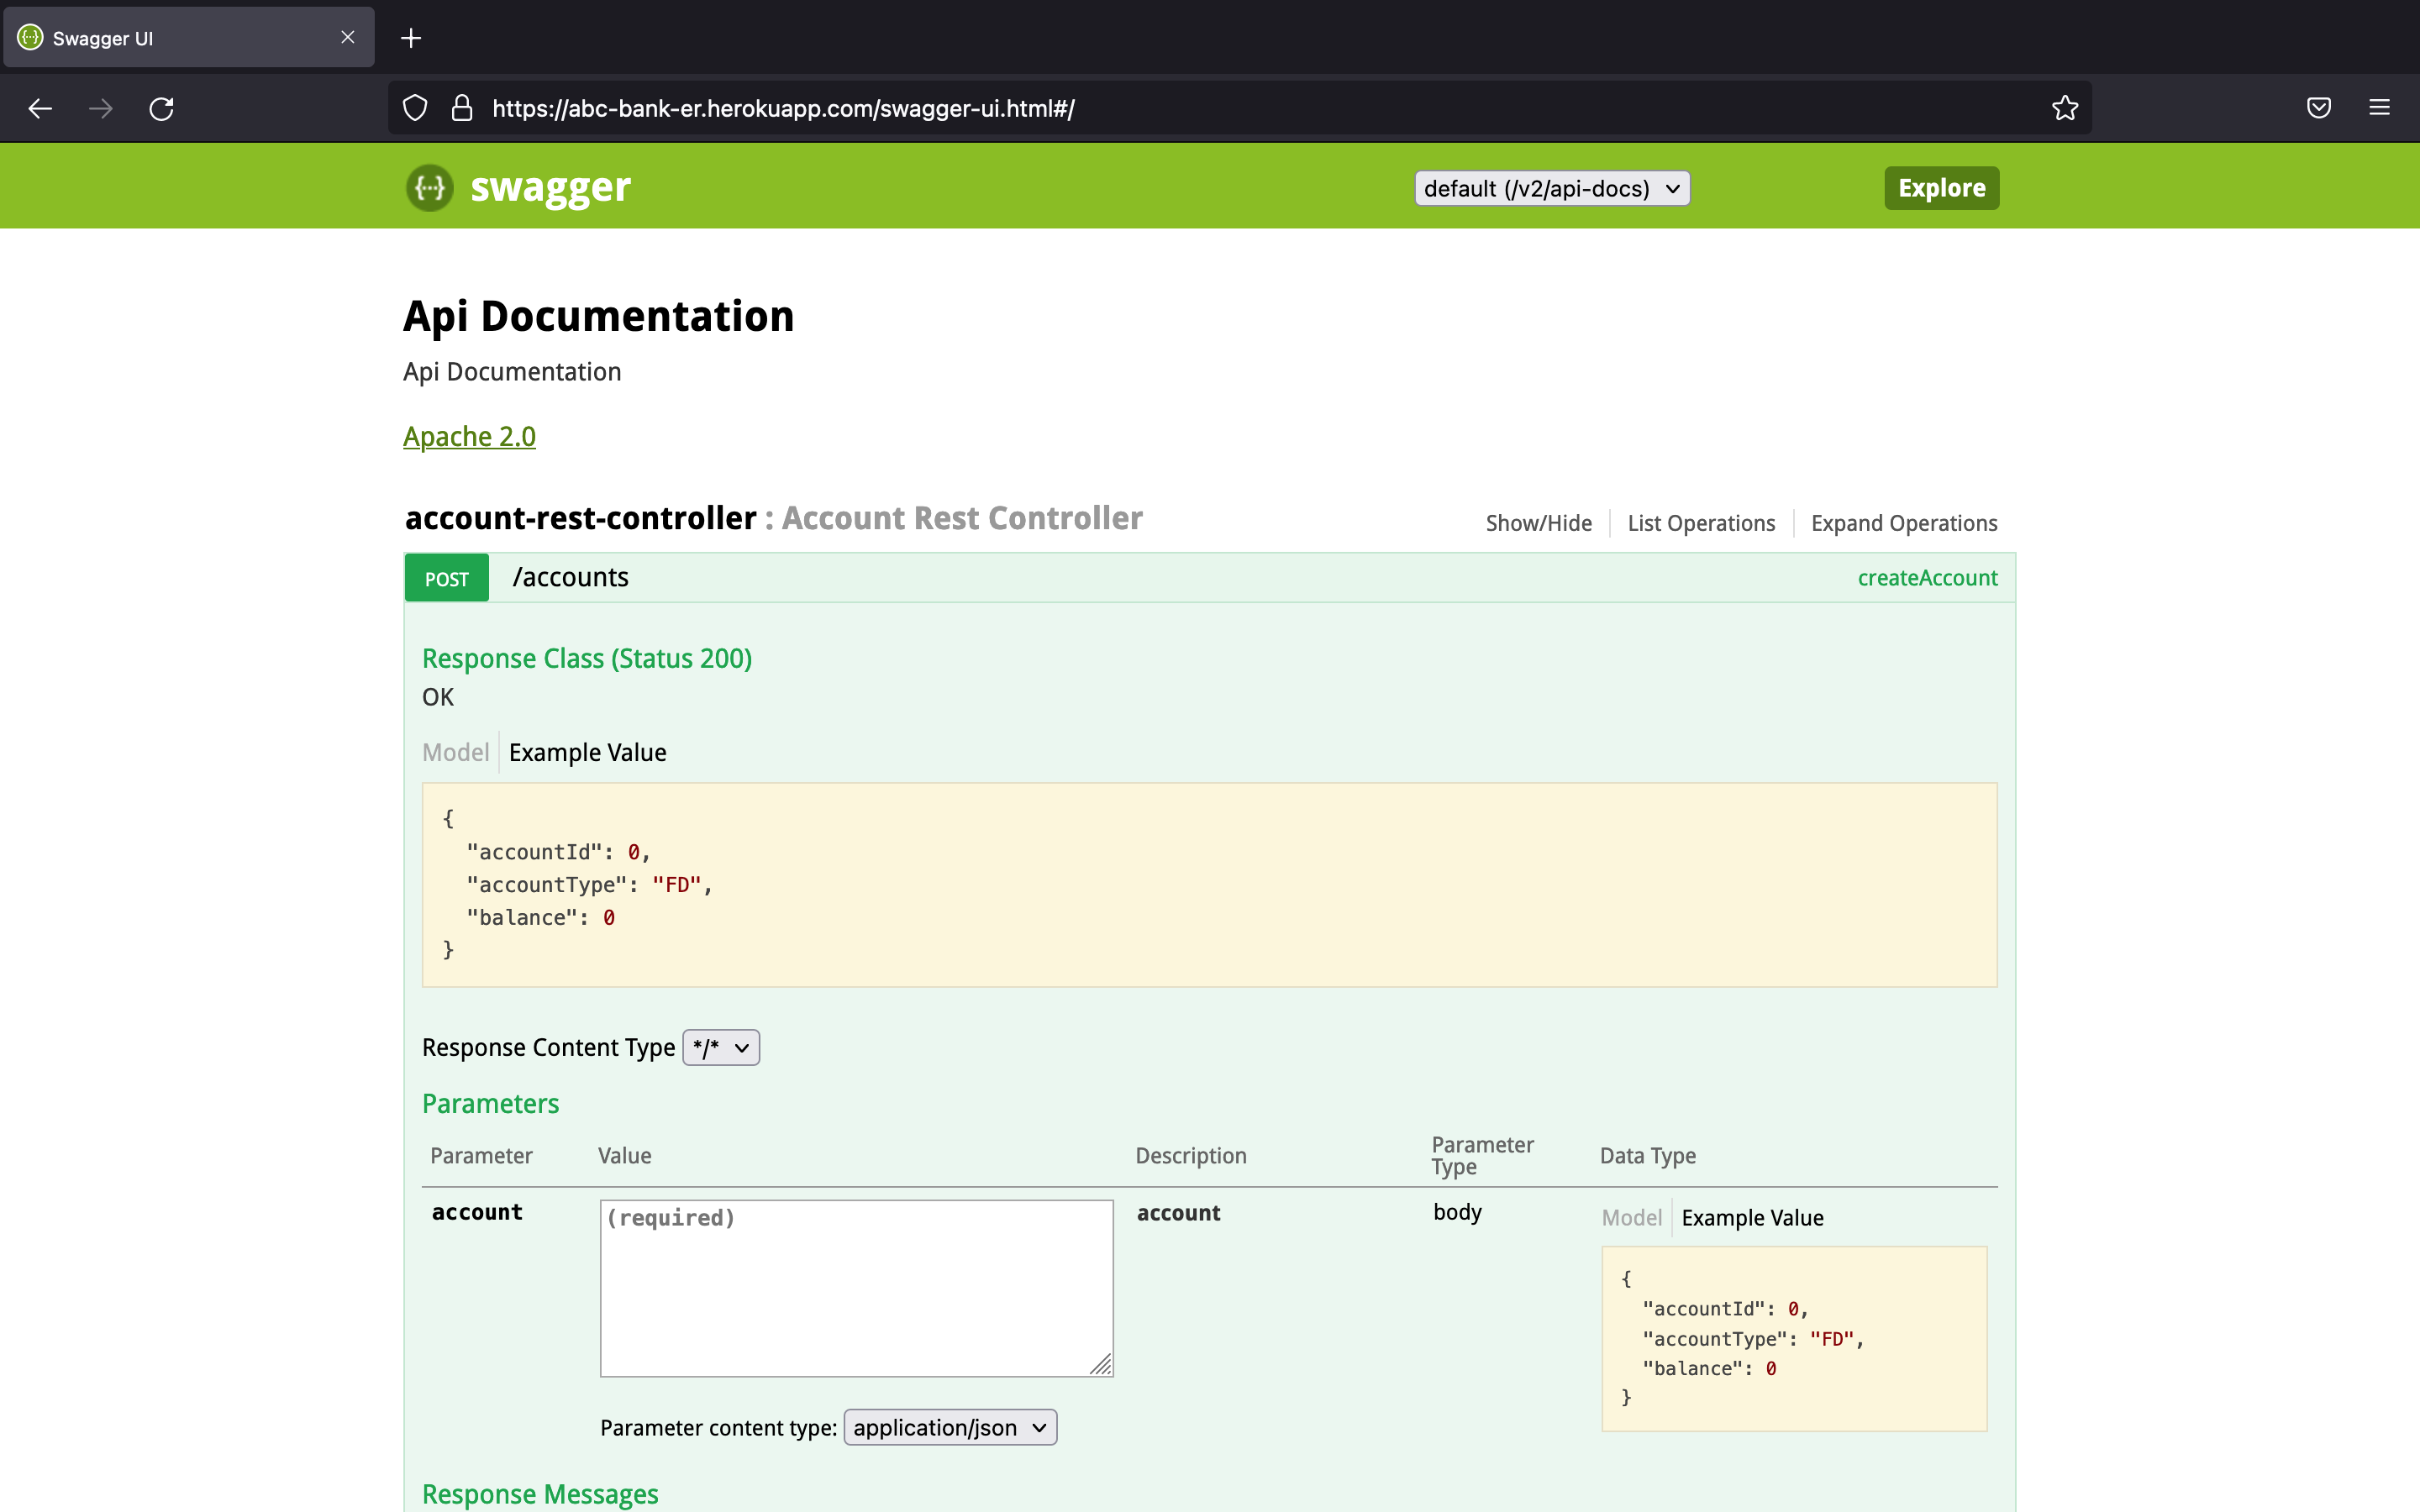 Swagger UI
https://abc-bank-er.herokuapp.com/swagger-ui.html#/
{···} swagger
default (/v2/api-docs)
Explore
Api Documentation
Api Documentation
Apache 2.0
account-rest-controller : Account Rest Controller
Show/Hide
List Operations
Expand Operations
POST /accounts
createAccount
Response Class (Status 200)
OK
Model Example Value
{
"accountId": 0,
"accountType": "FD",
"balance": 0
}
Response Content Type */*
Parameters
Parameter Value Description Parameter Type Data Type
account (required) account body Model Example Value
{
"accountId": 0,
"accountType": "FD",
"balance": 0
}
Parameter content type: application/json
Response Messages